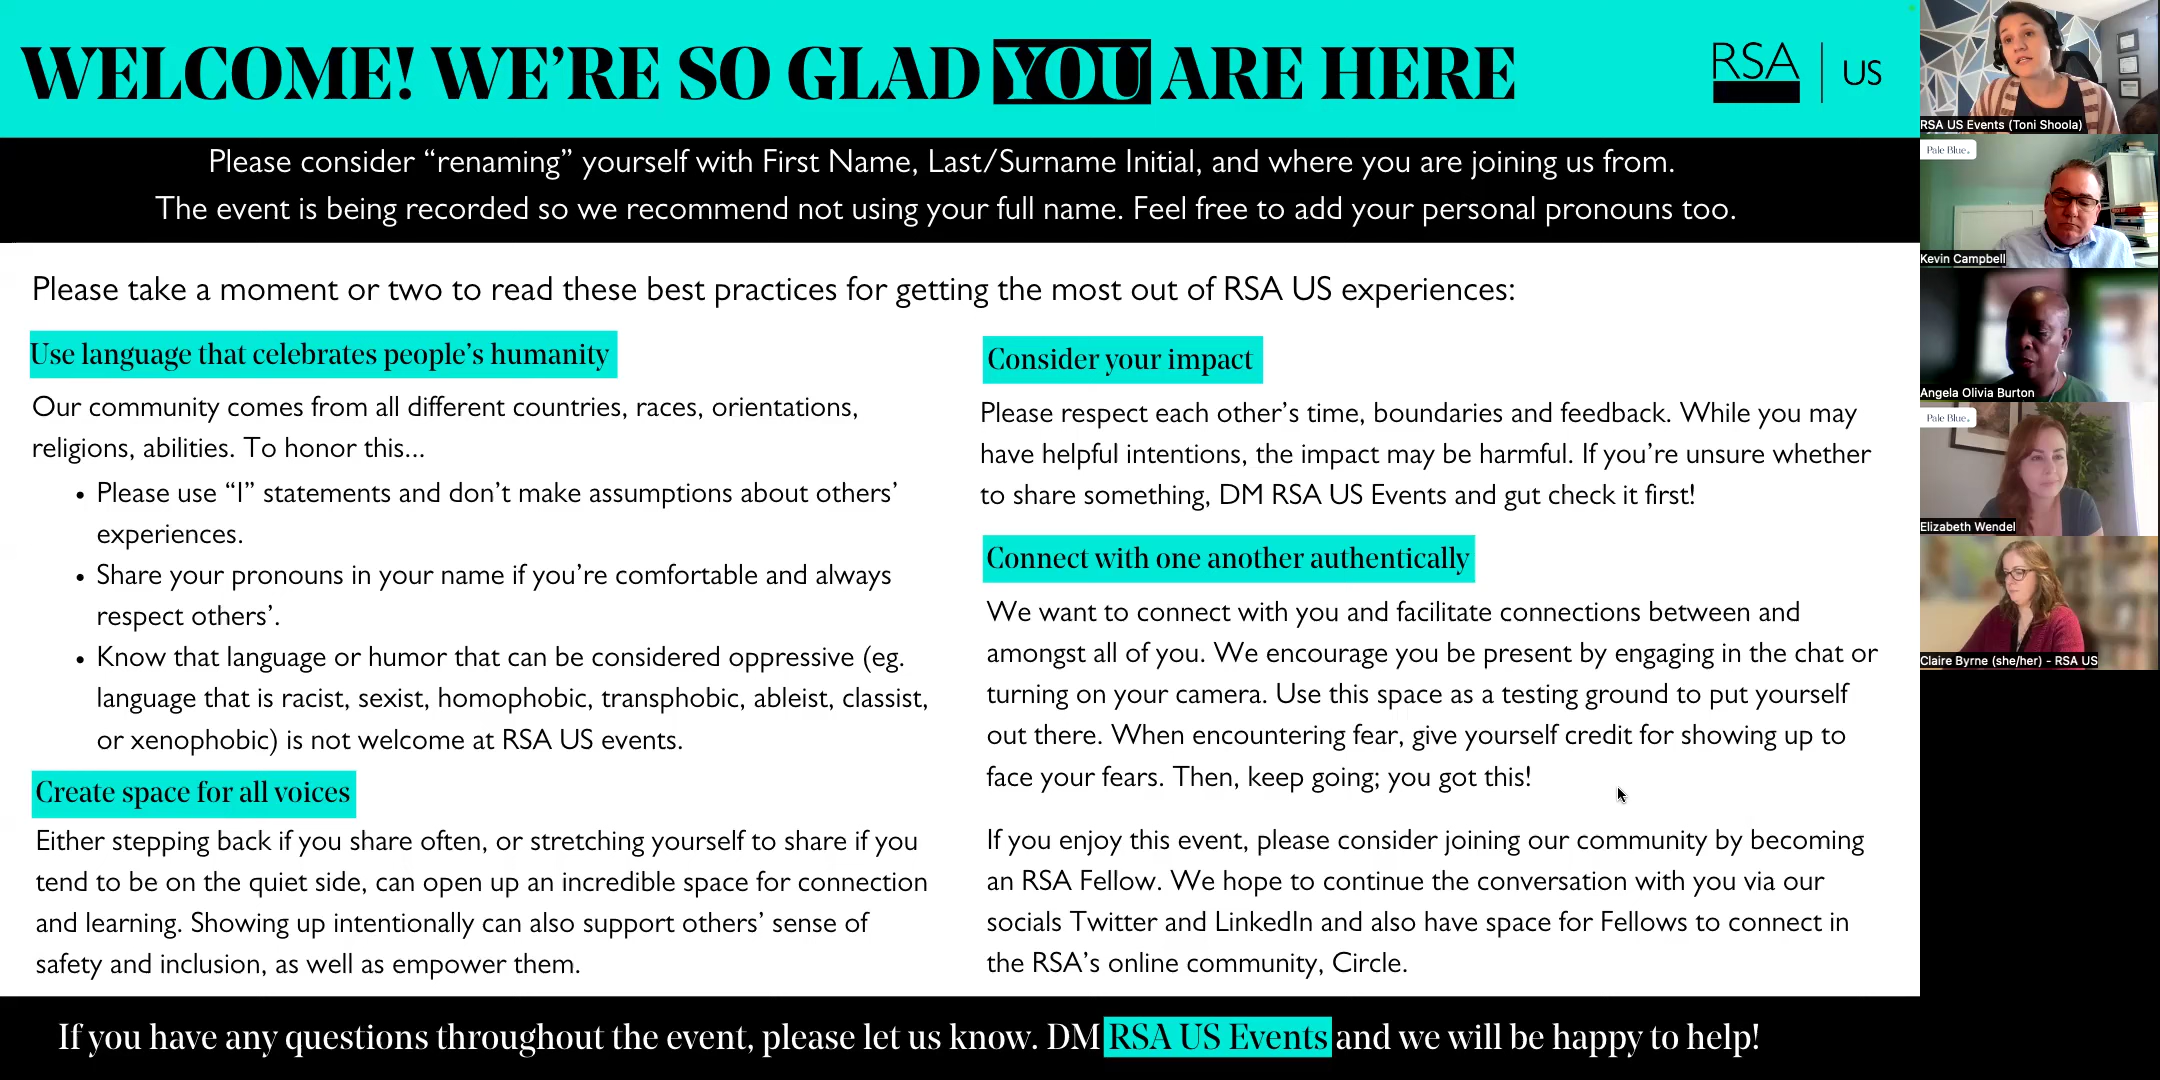 WELCOME! WE’RE SO GLAD YOU ARE HERE
RSA US
Please consider “renaming” yourself with First Name, Last/Surname Initial, and where you are joining us from.
The event is being recorded so we recommend not using your full name. Feel free to add your personal pronouns too.
Please take a moment or two to read these best practices for getting the most out of RSA US experiences:
Use language that celebrates people’s humanity
Our community comes from all different countries, races, orientations,
religions, abilities. To honor this...
• Please use “I” statements and don’t make assumptions about others’
experiences.
• Share your pronouns in your name if you’re comfortable and always
respect others’.
• Know that language or humor that can be considered oppressive (eg.
language that is racist, sexist, homophobic, transphobic, ableist, classist,
or xenophobic) is not welcome at RSA US events.
Create space for all voices
Either stepping back if you share often, or stretching yourself to share if you
tend to be on the quiet side, can open up an incredible space for connection
and learning. Showing up intentionally can also support others’ sense of
safety and inclusion, as well as empower them.
Consider your impact
Please respect each other’s time, boundaries and feedback. While you may
have helpful intentions, the impact may be harmful. If you’re unsure whether
to share something, DM RSA US Events and gut check it first!
Connect with one another authentically
We want to connect with you and facilitate connections between and
amongst all of you. We encourage you be present by engaging in the chat or
turning on your camera. Use this space as a testing ground to put yourself
out there. When encountering fear, give yourself credit for showing up to
face your fears. Then, keep going; you got this!
If you enjoy this event, please consider joining our community by becoming
an RSA Fellow. We hope to continue the conversation with you via our
socials Twitter and LinkedIn and also have space for Fellows to connect in
the RSA’s online community, Circle.
If you have any questions throughout the event, please let us know. DM RSA US Events and we will be happy to help!
RSA US Events (Toni Shoola)
Pale Blue.
Kevin Campbell
Angela Olivia Burton
Pale Blue.
Elizabeth Wendel
Claire Byrne (she/her) - RSA US